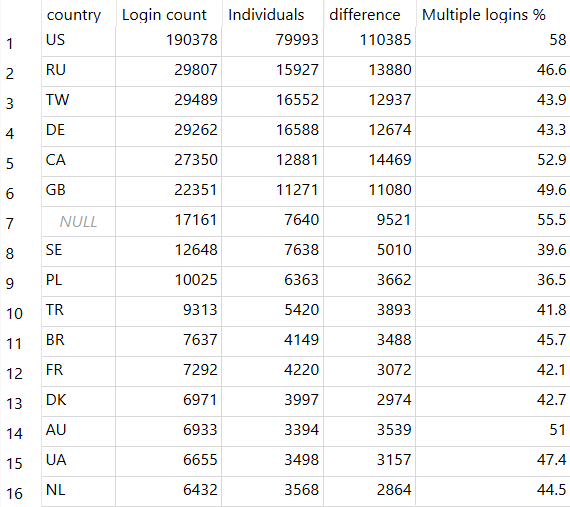 country Login count Individuals difference Multiple logins %
1 US 190378 79993 110385 58
2 RU 29807 15927 13880 46.6
3 TW 29489 16552 12937 43.9
4 DE 29262 16588 12674 43.3
5 CA 27350 12881 14469 52.9
6 GB 22351 11271 11080 49.6
7 NULL 17161 7640 9521 55.5
8 SE 12648 7638 5010 39.6
9 PL 10025 6363 3662 36.5
10 TR 9313 5420 3893 41.8
11 BR 7637 4149 3488 45.7
12 FR 7292 4220 3072 42.1
13 DK 6971 3997 2974 42.7
14 AU 6933 3394 3539 51
15 UA 6655 3498 3157 47.4
16 NL 6432 3568 2864 44.5